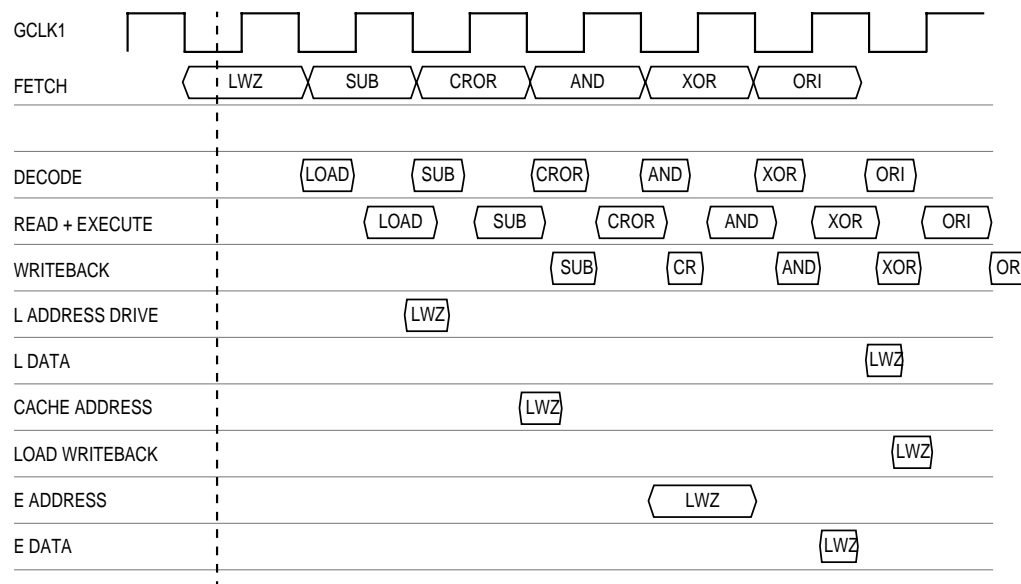 GCLK1
FETCH LWZ SUB CROR AND XOR ORI
DECODE LOAD SUB CROR AND XOR ORI
READ + EXECUTE LOAD SUB CROR AND XOR ORI
WRITEBACK SUB CR AND XOR OR
L ADDRESS DRIVE LWZ
L DATA LWZ
CACHE ADDRESS LWZ
LOAD WRITEBACK LWZ
E ADDRESS LWZ
E DATA LWZ